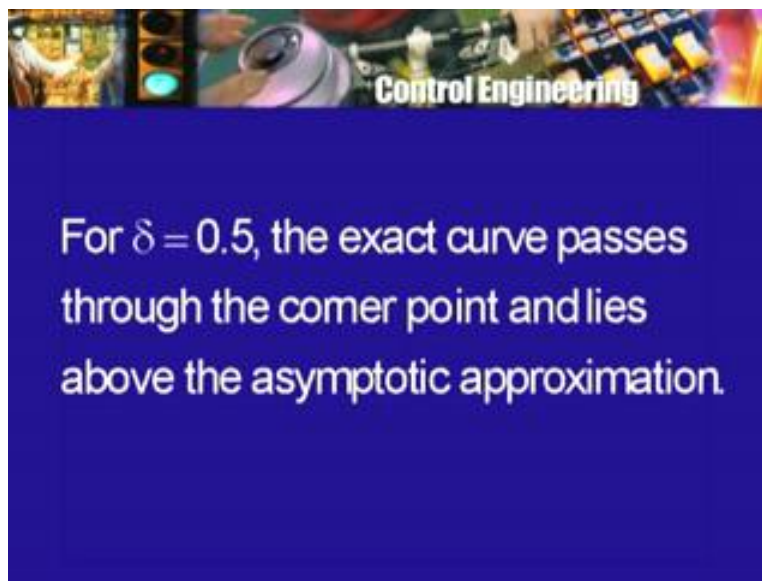 Control Engineering
For δ = 0.5, the exact curve passes
through the corner point and lies
above the asymptotic approximation.